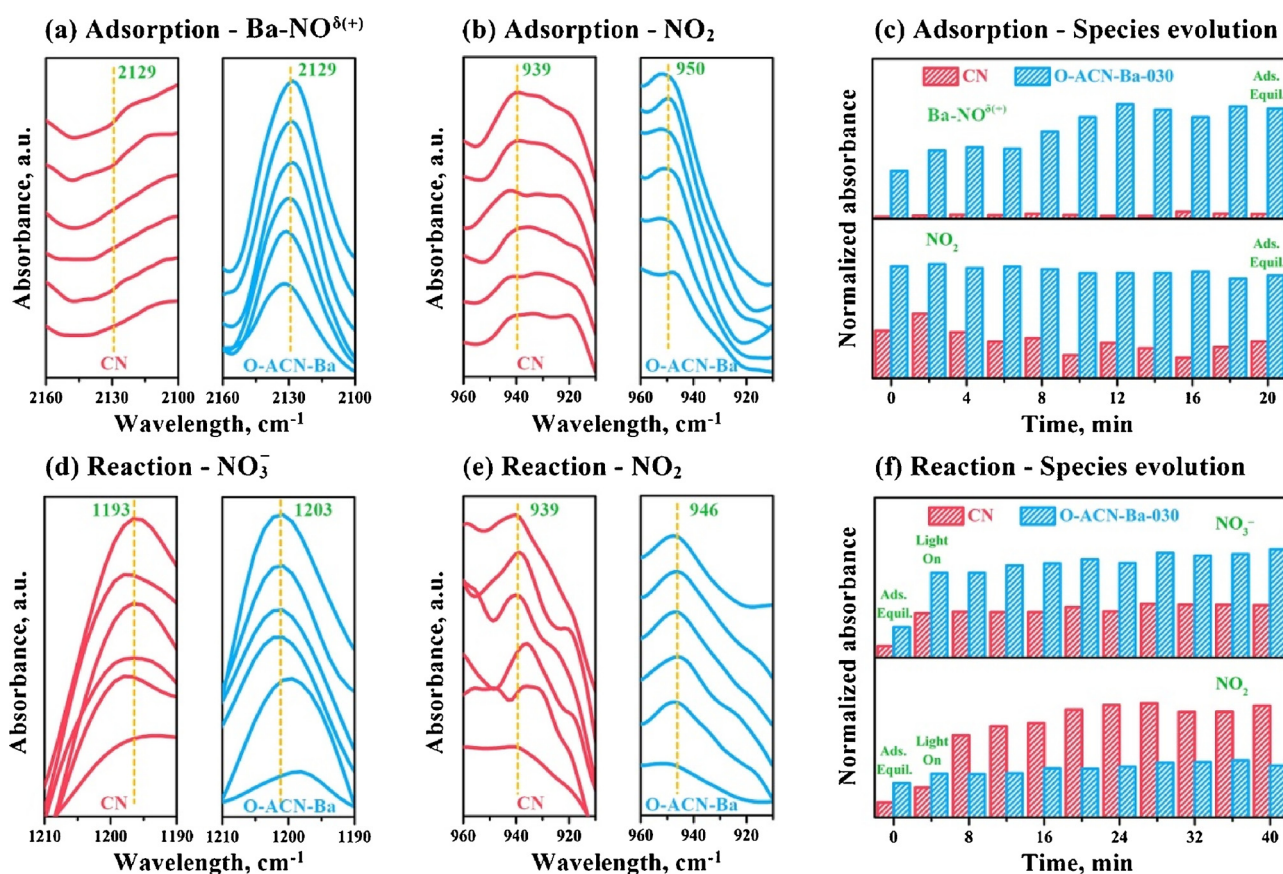 (a) Adsorption - Ba-NO^δ(+)
2129
2129
Absorbance, a.u.
CN
O-ACN-Ba
2160 2130 2100
2160 2130 2100
Wavelength, cm⁻¹
(b) Adsorption - NO₂
939
950
Absorbance, a.u.
CN
O-ACN-Ba
960 940 920
960 940 920
Wavelength, cm⁻¹
(c) Adsorption - Species evolution
CN
O-ACN-Ba-030
Ads.
Equil.
Ba-NO^δ(+)
NO₂
Ads.
Equil.
Normalized absorbance
0 4 8 12 16 20
Time, min
(d) Reaction - NO₃⁻
1193
1203
Absorbance, a.u.
CN
O-ACN-Ba
1210 1200 1190
1210 1200 1190
Wavelength, cm⁻¹
(e) Reaction - NO₂
939
946
Absorbance, a.u.
CN
O-ACN-Ba
960 940 920
960 940 920
Wavelength, cm⁻¹
(f) Reaction - Species evolution
CN
O-ACN-Ba-030
NO₃⁻
Light
On
Ads.
Equil.
NO₂
Ads.
Equil.
Light
On
Normalized absorbance
0 8 16 24 32 40
Time, min